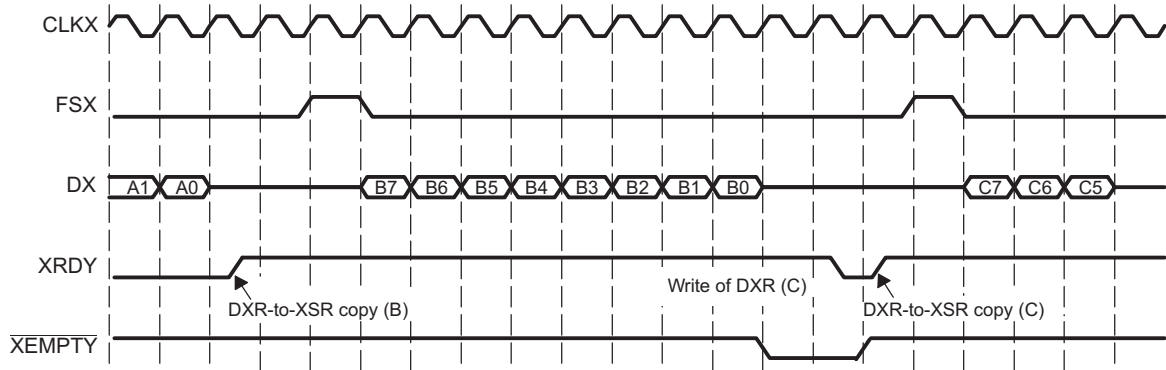 CLKX
FSX
DX A1 A0 B7 B6 B5 B4 B3 B2 B1 B0 C7 C6 C5
XRDY
Write of DXR (C)
DXR-to-XSR copy (B) DXR-to-XSR copy (C)
XEMPTY